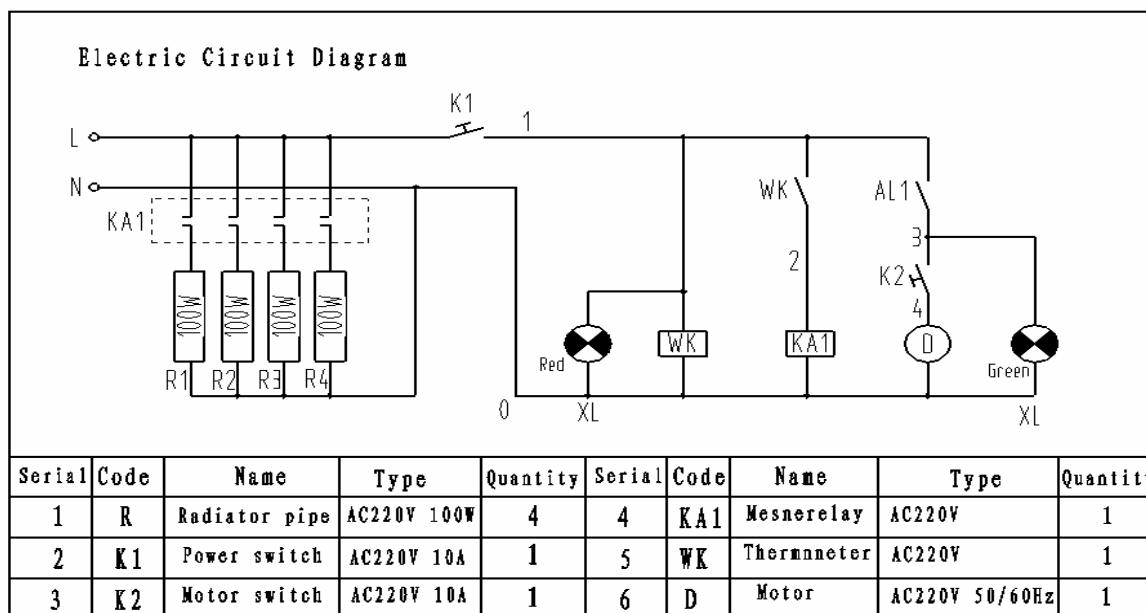 Electric Circuit Diagram
K1
1
L
N
KA1
WK
AL1
3
2
K2
4
100W 100W 100W 100W
WK
KA1
D
Red
Green
R1 R2 R3 R4
0
XL
XL
Serial Code Name Type Quantity Serial Code Name Type Quantity
1 R Radiator pipe AC220V 100W 4 4 KA1 Mesnerelay AC220V 1
2 K1 Power switch AC220V 10A 1 5 WK Thermnneter AC220V 1
3 K2 Motor switch AC220V 10A 1 6 D Motor AC220V 50/60Hz 1